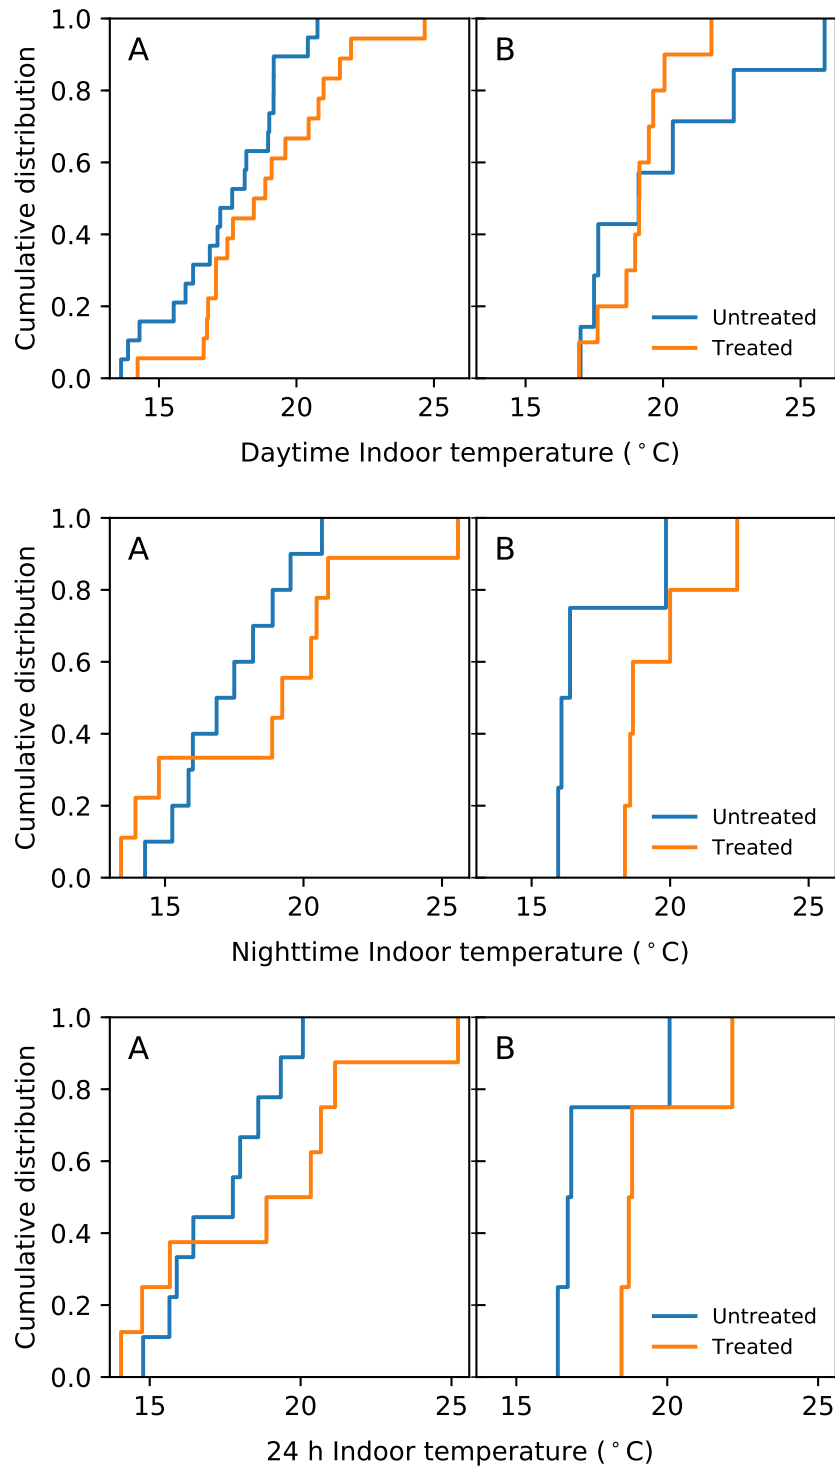 1.0
0.8
0.6
0.4
0.2
0.0
Cumulative distribution
A
B
Untreated
Treated
15 20 25 15 20 25
Daytime Indoor temperature (°C)
1.0
0.8
0.6
0.4
0.2
0.0
Cumulative distribution
A
B
Untreated
Treated
15 20 25 15 20 25
Nighttime Indoor temperature (°C)
1.0
0.8
0.6
0.4
0.2
0.0
Cumulative distribution
A
B
Untreated
Treated
15 20 25 15 20 25
24 h Indoor temperature (°C)